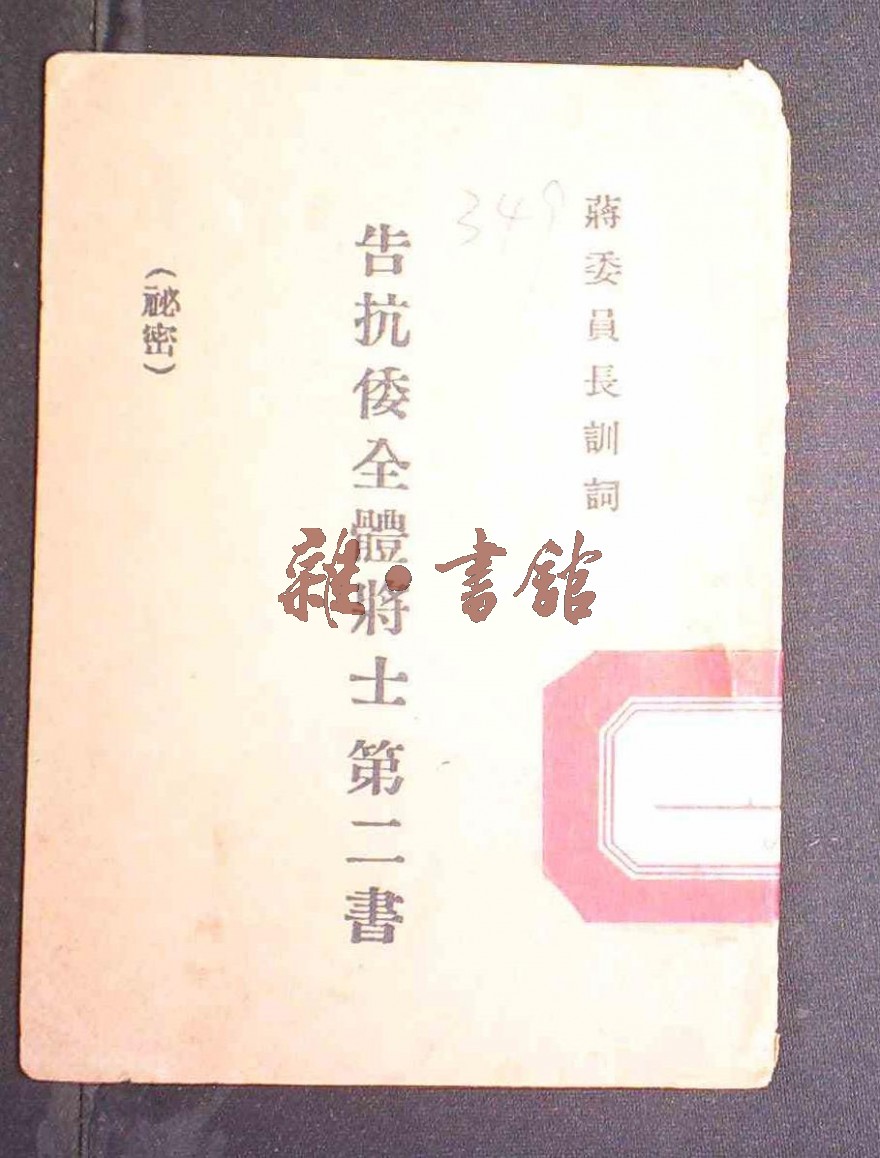 蔣委員長訓詞
349
告抗倭全體將士第二書
(祕密)
雜·書館